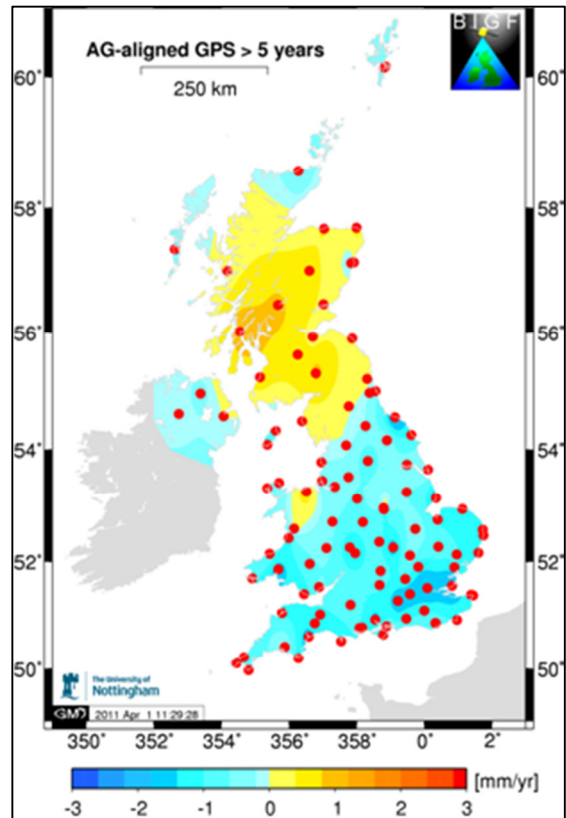 AG-aligned GPS > 5 years
250 km
B I G F
60˚
60˚
58˚
58˚
56˚
56˚
54˚
54˚
52˚
52˚
50˚
50˚
The University of
Nottingham
GMD 2011 Apr 1 11:29:28
350˚ 352˚ 354˚ 356˚ 358˚ 0˚ 2˚
[mm/yr]
-3 -2 -1 0 1 2 3